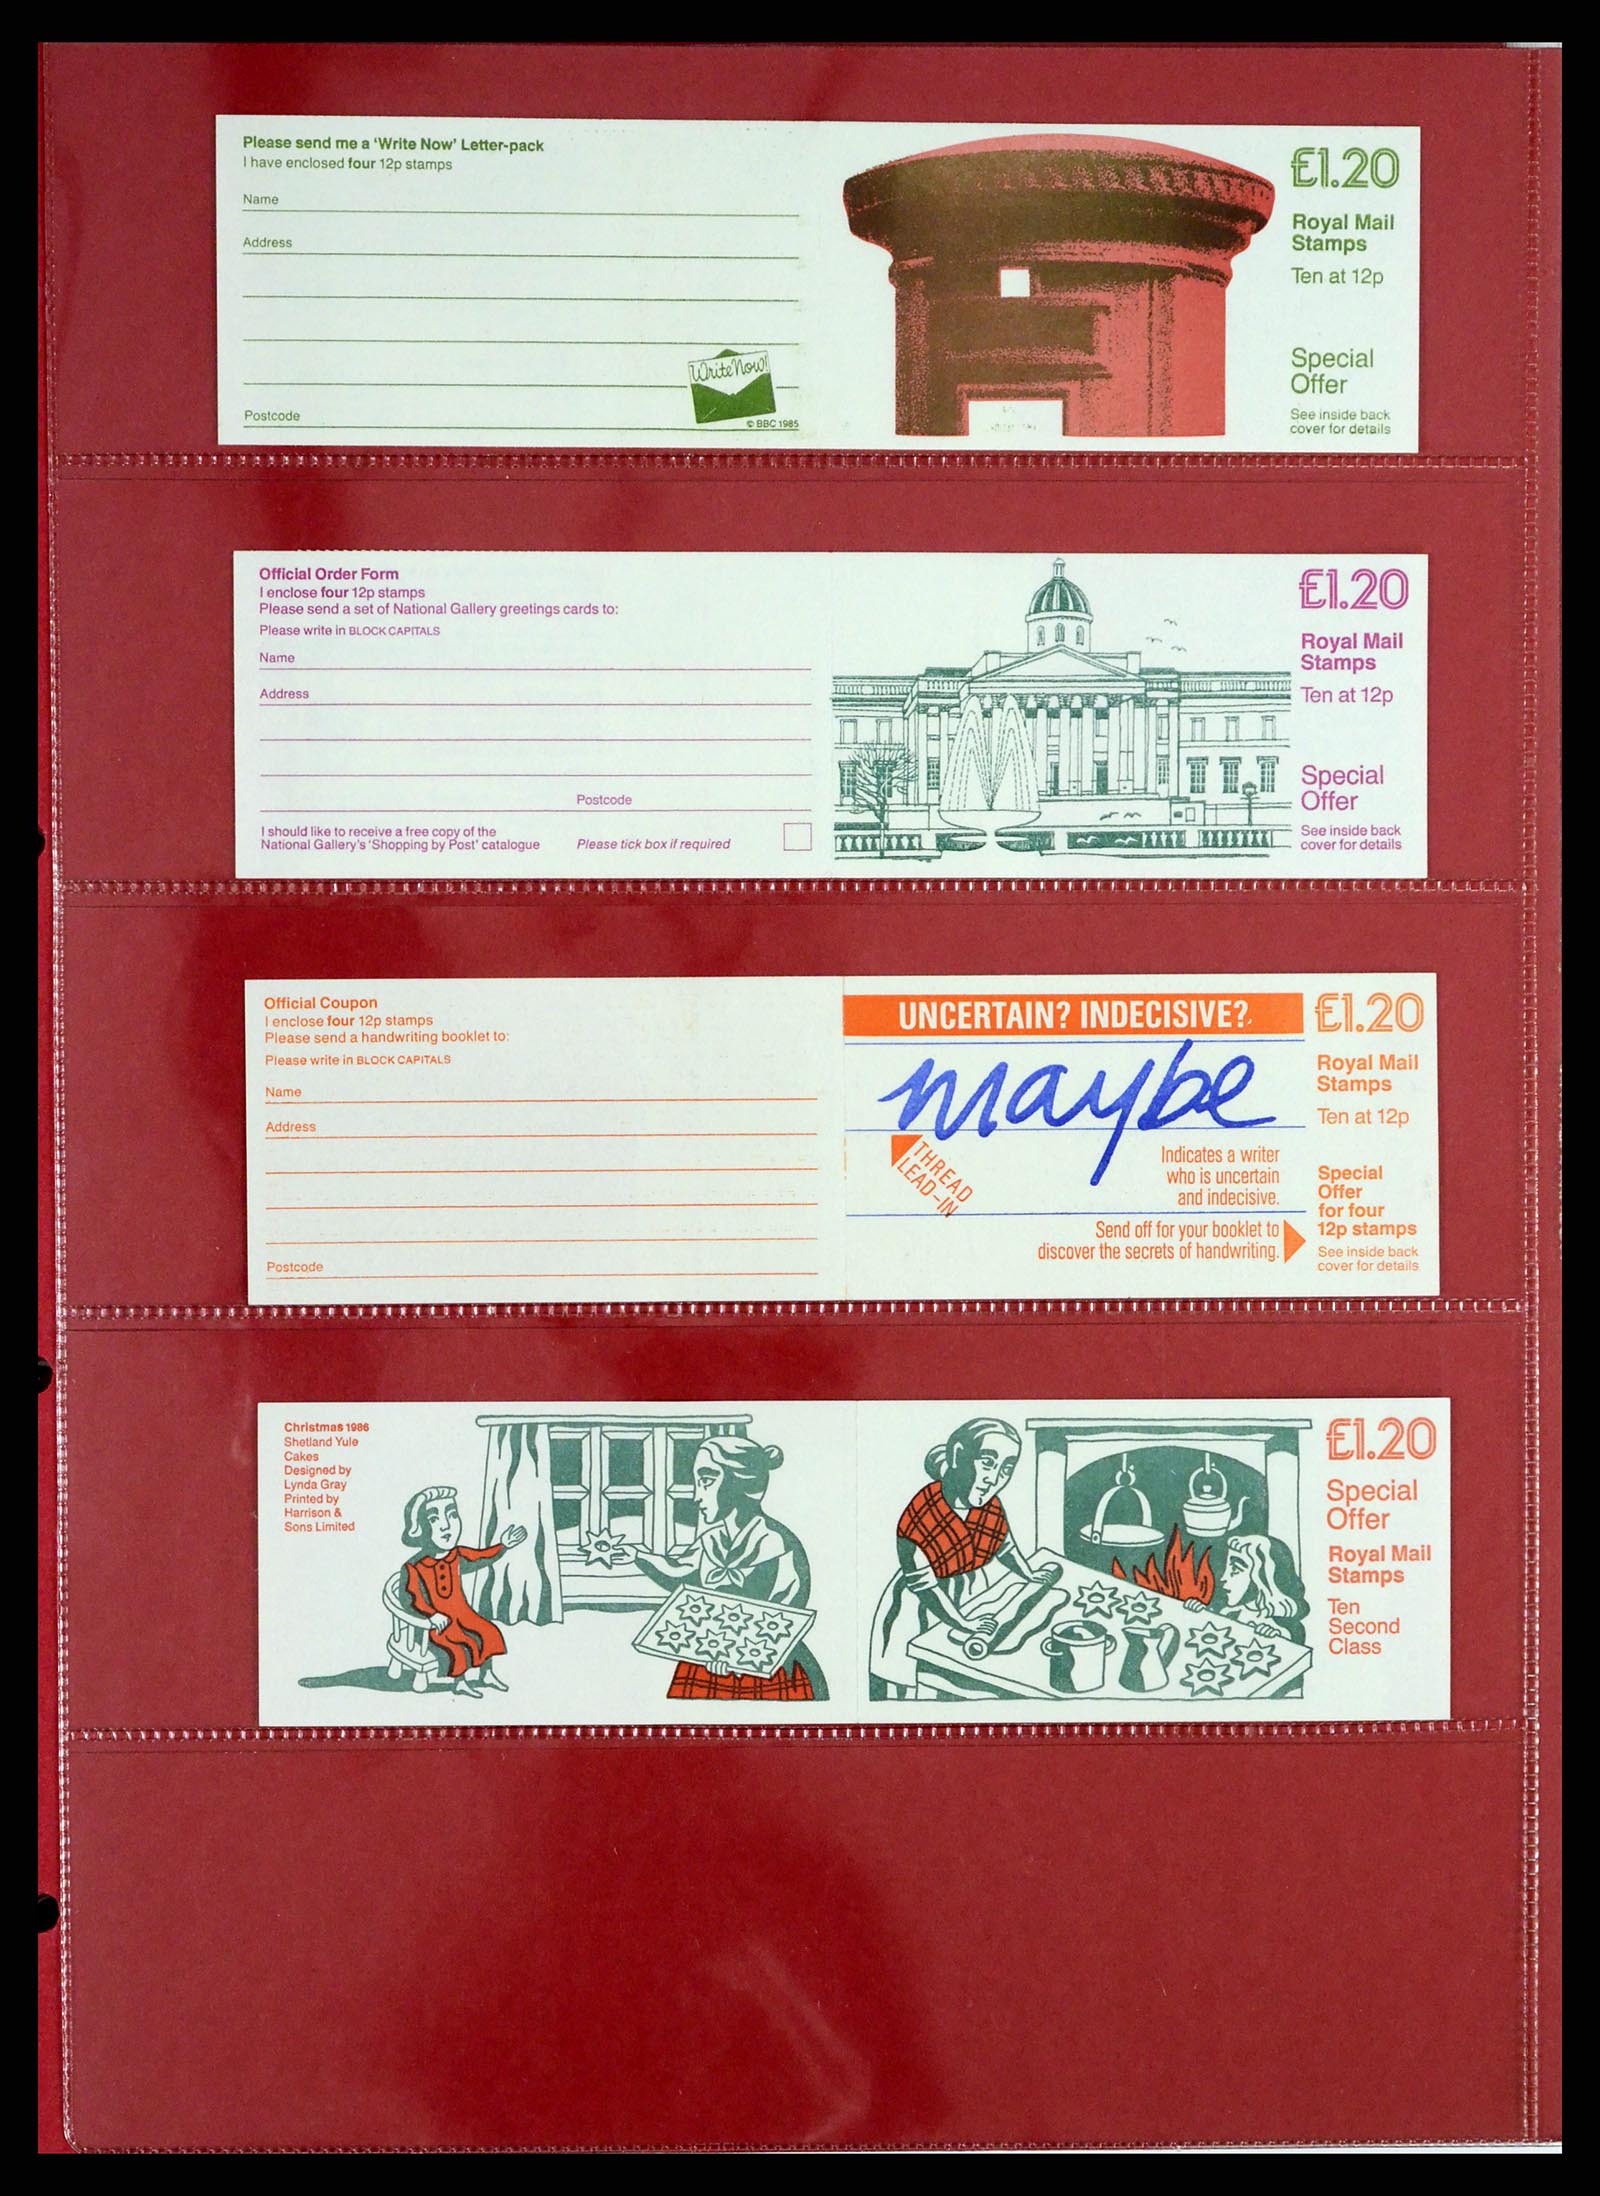 Please send me a 'Write Now' Letter-pack
I have enclosed four 12p stamps
Name
Address
Postcode
Write Now!
© BBC 1985
£1.20
Royal Mail
Stamps
Ten at 12p
Special
Offer
See inside back
cover for details
Official Order Form
I enclose four 12p stamps
Please send a set of National Gallery greetings cards to:
Please write in BLOCK CAPITALS
Name
Address
Postcode
I should like to receive a free copy of the
National Gallery's 'Shopping by Post' catalogue
Please tick box if required
£1.20
Royal Mail
Stamps
Ten at 12p
Special
Offer
See inside back
cover for details
Official Coupon
I enclose four 12p stamps
Please send a handwriting booklet to:
Please write in BLOCK CAPITALS
Name
Address
Postcode
UNCERTAIN? INDECISIVE?
maybe
THREAD
LEAD-IN
Indicates a writer
who is uncertain
and indecisive.
Send off for your booklet to
discover the secrets of handwriting.
£1.20
Royal Mail
Stamps
Ten at 12p
Special
Offer
for four
12p stamps
See inside back
cover for details
Christmas 1986
Shetland Yule
Cakes
Designed by
Lynda Gray
Printed by
Harrison &
Sons Limited
£1.20
Special
Offer
Royal Mail
Stamps
Ten
Second
Class